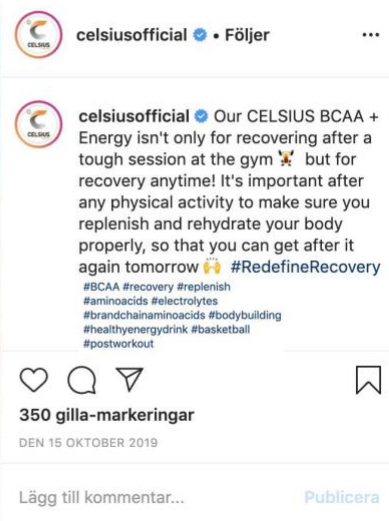 CELSIUS
celsiusofficial • Följer
CELSIUS
celsiusofficial Our CELSIUS BCAA +
Energy isn't only for recovering after a
tough session at the gym but for
recovery anytime! It's important after
any physical activity to make sure you
replenish and rehydrate your body
properly, so that you can get after it
again tomorrow 🙌 #RedefineRecovery
#BCAA #recovery #replenish
#aminoacids #electrolytes
#brandchainaminoacids #bodybuilding
#healthyenergydrink #basketball
#postworkout
350 gilla-markeringar
DEN 15 OKTOBER 2019
Lägg till kommentar... Publicera